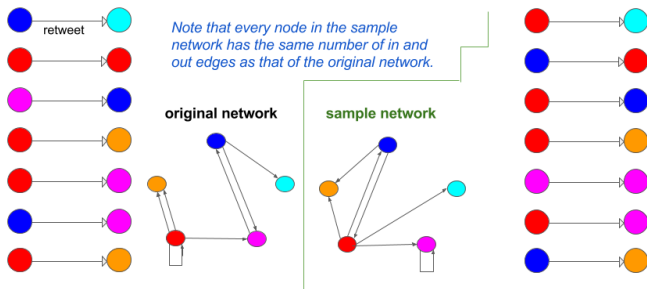 retweet
Note that every node in the sample
network has the same number of in and
out edges as that of the original network.
original network
sample network